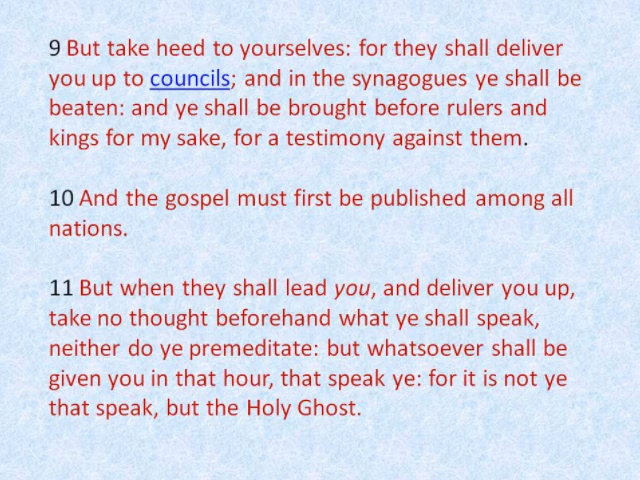 9 But take heed to yourselves: for they shall deliver
you up to councils; and in the synagogues ye shall be
beaten: and ye shall be brought before rulers and
kings for my sake, for a testimony against them.
10 And the gospel must first be published among all
nations.
11 But when they shall lead you, and deliver you up,
take no thought beforehand what ye shall speak,
neither do ye premeditate: but whatsoever shall be
given you in that hour, that speak ye: for it is not ye
that speak, but the Holy Ghost.